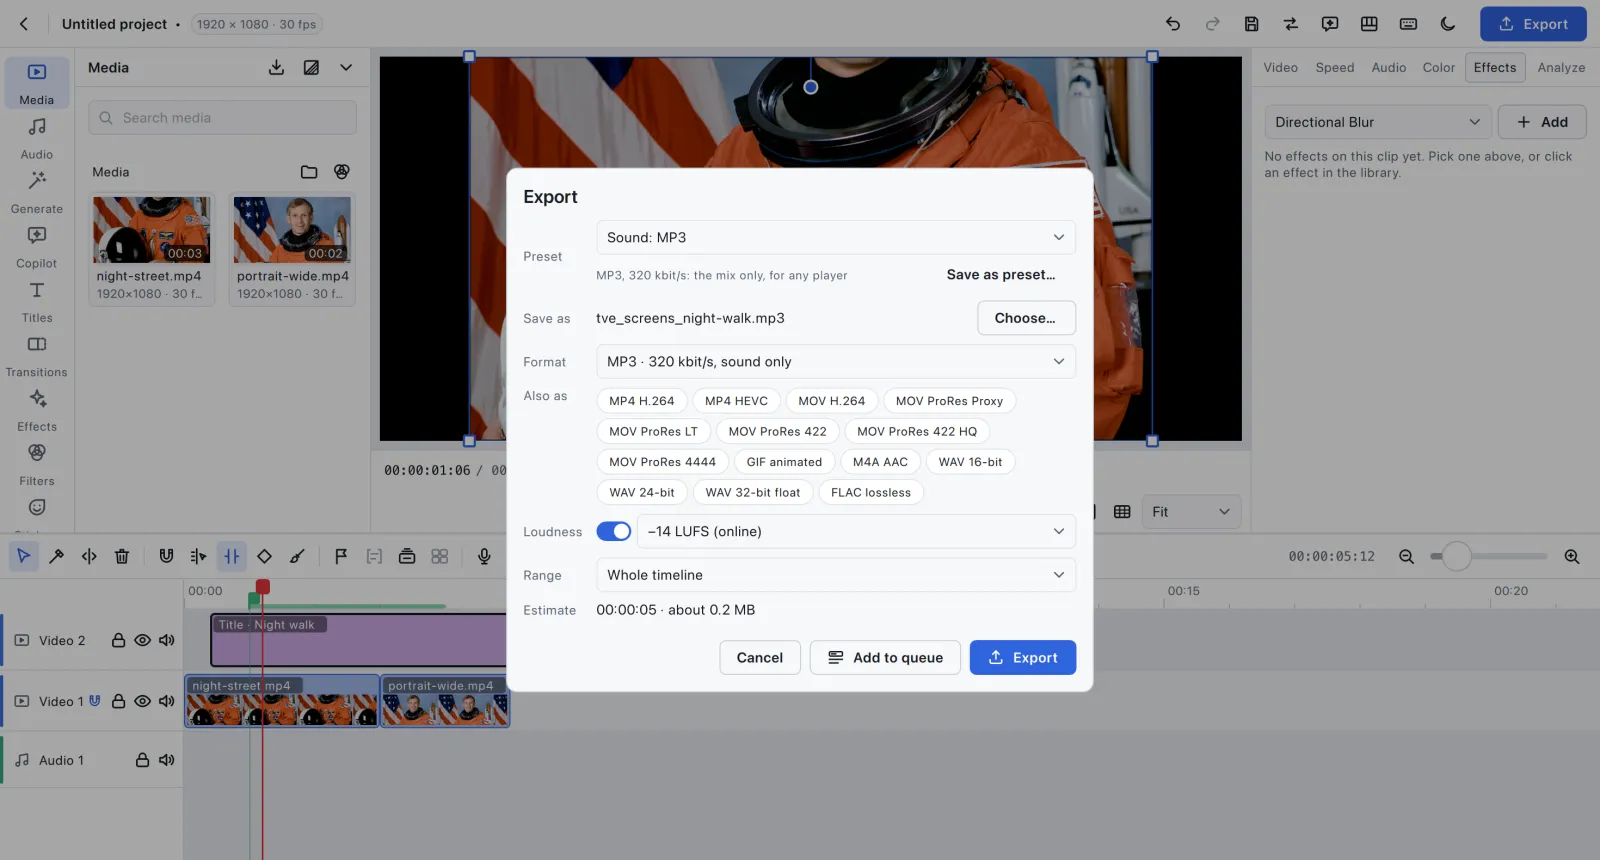 Untitled project •
1920 × 1080 · 30 fps
Export
Media
Audio
Generate
Copilot
Titles
Transitions
Effects
Filters
Media
Search media
Media
00:03
night-street.mp4
1920×1080 · 30 f...
00:02
portrait-wide.mp4
1920×1080 · 30 f...
USA
Video Speed Audio Color Effects Analyze
Directional Blur
Add
No effects on this clip yet. Pick one above, or click
an effect in the library.
Export
Preset
Sound: MP3
MP3, 320 kbit/s: the mix only, for any player
Save as preset...
Save as
tve_screens_night-walk.mp3
Choose...
Format
MP3 · 320 kbit/s, sound only
Also as
MP4 H.264 MP4 HEVC MOV H.264 MOV ProRes Proxy
MOV ProRes LT MOV ProRes 422 MOV ProRes 422 HQ
MOV ProRes 4444 GIF animated M4A AAC WAV 16-bit
WAV 24-bit WAV 32-bit float FLAC lossless
Loudness
−14 LUFS (online)
Range
Whole timeline
Estimate
00:00:05 · about 0.2 MB
Cancel
Add to queue
Export
00:00:01:06 / 00
Fit
00:00:05:12
00:00
00:15
00:20
Video 2
Title · Night walk
Video 1
night-street.mp4
portrait-wide.mp4
Audio 1